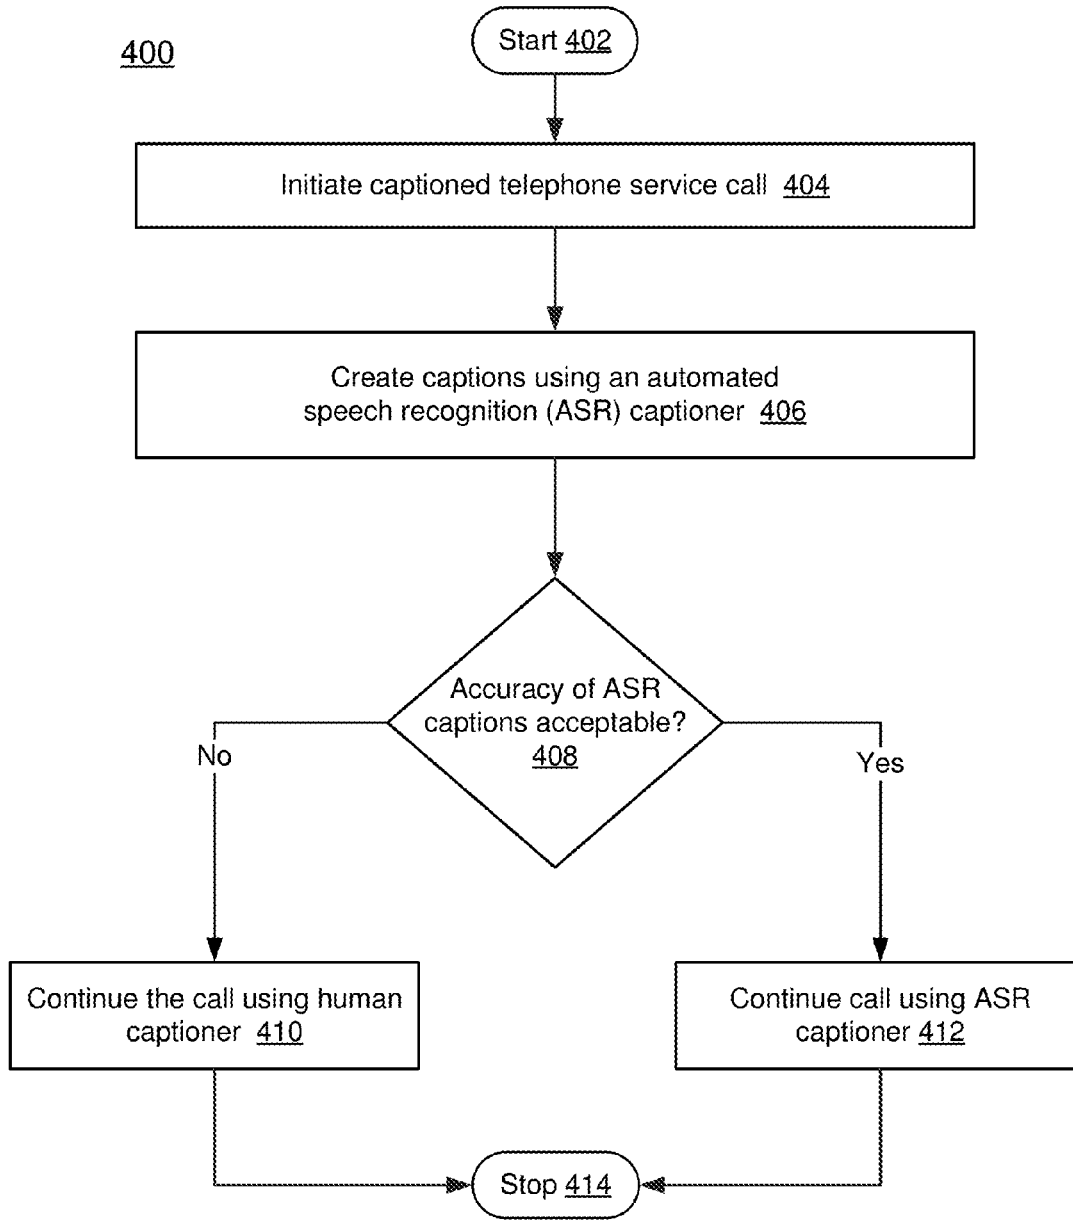 400
Start 402
Initiate captioned telephone service call 404
Create captions using an automated
speech recognition (ASR) captioner 406
Accuracy of ASR
captions acceptable?
408
No
Yes
Continue the call using human
captioner 410
Continue call using ASR
captioner 412
Stop 414